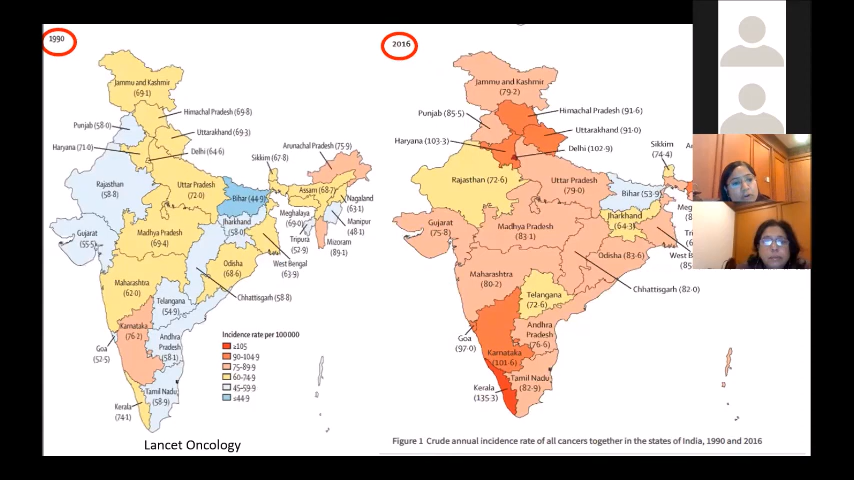 1990
Jammu and Kashmir
(69·1)
Himachal Pradesh (69·8)
Punjab (58·0)
Uttarakhand (69·3)
Haryana (71·0)
Delhi (64·6)
Arunachal Pradesh (75·9)
Sikkim (67·8)
Rajasthan
(58·8)
Uttar Pradesh
(72·0)
Bihar (44·9)
Assam (68·7)
Nagaland
(63·1)
Meghalaya
(69·0)
Manipur
(48·1)
Jharkhand
(58·0)
Tripura
(52·9)
Mizoram
(89·1)
Gujarat
(55·5)
Madhya Pradesh
(69·4)
West Bengal
(63·9)
Odisha
(68·6)
Chhattisgarh (58·8)
Maharashtra
(62·0)
Telangana
(54·9)
Karnataka
(76·2)
Goa
(52·5)
Andhra
Pradesh
(58·1)
Tamil Nadu
(58·9)
Kerala
(74·1)
Incidence rate per 100 000
≥105
90-104·9
75-89·9
60-74·9
45-59·9
≤44·9
Lancet Oncology
2016
Jammu and Kashmir
(79·2)
Punjab (85·5)
Himachal Pradesh (91·6)
Uttarakhand (91·0)
Haryana (103·3)
Delhi (102·9)
Sikkim
(74·4)
Rajasthan (72·6)
Uttar Pradesh
(79·0)
Bihar (53·9)
Jharkhand
(64·3)
Gujarat
(75·8)
Madhya Pradesh
(83·1)
Odisha (83·6)
West B
(85
Chhattisgarh (82·0)
Maharashtra
(80·2)
Telangana
(72·6)
Goa
(97·0)
Andhra
Pradesh
(76·6)
Karnataka
(101·6)
Kerala
(135·3)
Tamil Nadu
(82·9)
Figure 1 Crude annual incidence rate of all cancers together in the states of India, 1990 and 2016